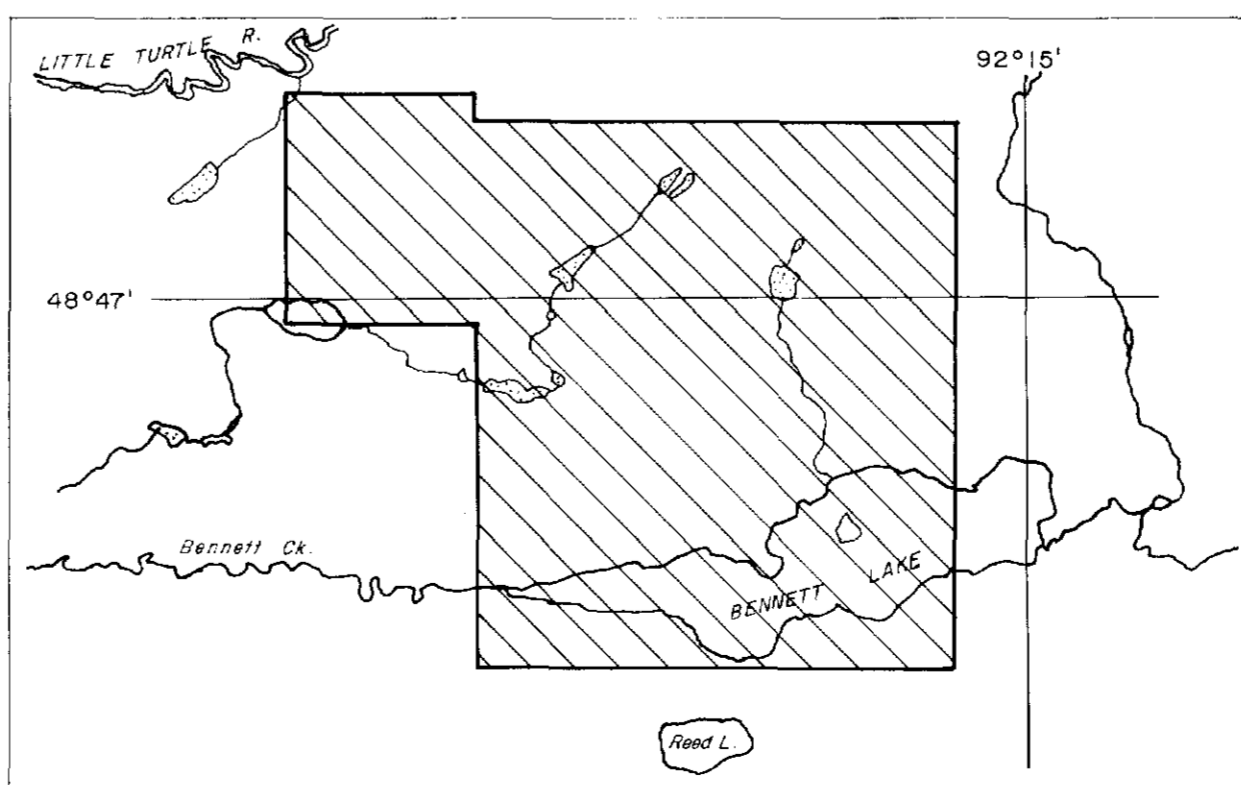 LITTLE TURTLE R.
92°15'
48°47'
Bennett Ck.
BENNETT LAKE
Reed L.